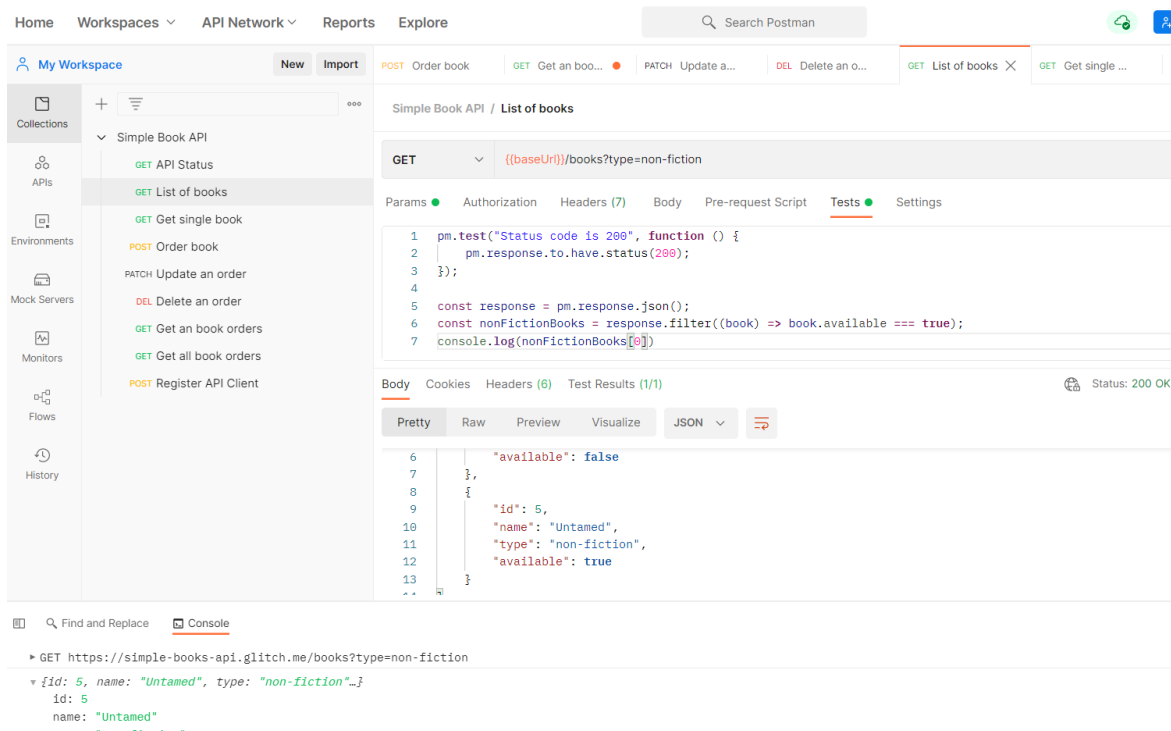 Home Workspaces API Network Reports Explore Search Postman
My Workspace New Import
POST Order book GET Get an boo... PATCH Update a... DEL Delete an o... GET List of books GET Get single ...
Collections
APIs
Environments
Mock Servers
Monitors
Flows
History
Simple Book API
GET API Status
GET List of books
GET Get single book
POST Order book
PATCH Update an order
DEL Delete an order
GET Get an book orders
GET Get all book orders
POST Register API Client
Simple Book API / List of books
GET {{baseUrl}}/books?type=non-fiction
Params Authorization Headers (7) Body Pre-request Script Tests Settings
1 pm.test("Status code is 200", function () {
2 pm.response.to.have.status(200);
3 });
4
5 const response = pm.response.json();
6 const nonFictionBooks = response.filter((book) => book.available === true);
7 console.log(nonFictionBooks[0])
Body Cookies Headers (6) Test Results (1/1) Status: 200 OK
Pretty Raw Preview Visualize JSON
6 "available": false
7 },
8 {
9 "id": 5,
10 "name": "Untamed",
11 "type": "non-fiction",
12 "available": true
13 }
Find and Replace Console
GET https://simple-books-api.glitch.me/books?type=non-fiction
{id: 5, name: "Untamed", type: "non-fiction"…}
id: 5
name: "Untamed"